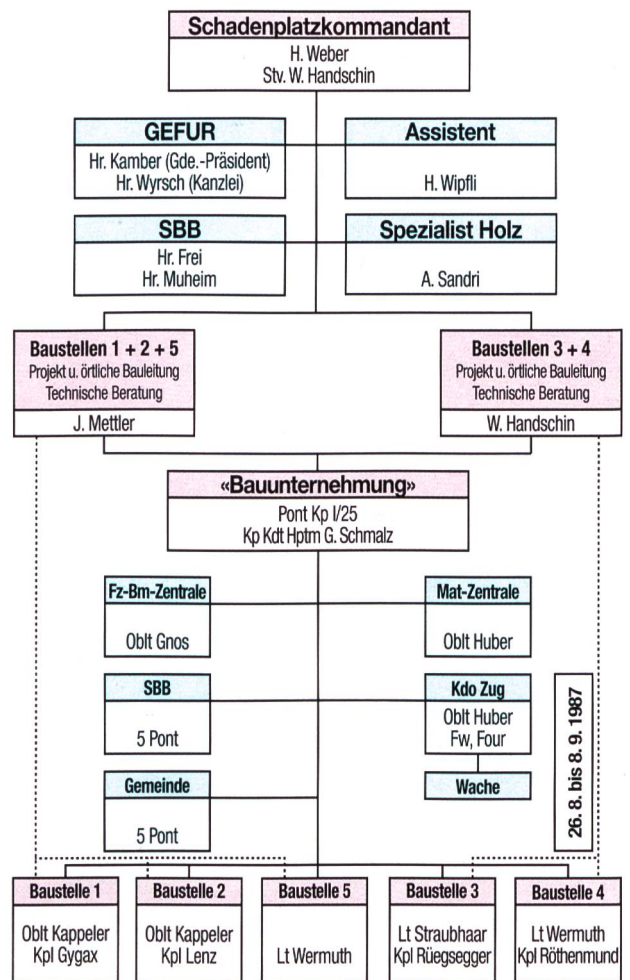 Schadenplatzkommandant
H. Weber
Stv. W. Handschin
GEFUR
Hr. Kamber (Gde.-Präsident)
Hr. Wyrsch (Kanzlei)
Assistent
H. Wipfli
SBB
Hr. Frei
Hr. Muheim
Spezialist Holz
A. Sandri
Baustellen 1 + 2 + 5
Projekt u. örtliche Bauleitung
Technische Beratung
J. Mettler
Baustellen 3 + 4
Projekt u. örtliche Bauleitung
Technische Beratung
W. Handschin
«Bauunternehmung»
Pont Kp I/25
Kp Kdt Hptm G. Schmalz
Fz-Bm-Zentrale
Oblt Gnos
Mat-Zentrale
Oblt Huber
SBB
5 Pont
Kdo Zug
Oblt Huber
Fw, Four
Gemeinde
5 Pont
Wache
26. 8. bis 8. 9. 1987
Baustelle 1
Oblt Kappeler
Kpl Gygax
Baustelle 2
Oblt Kappeler
Kpl Lenz
Baustelle 5
Lt Wermuth
Baustelle 3
Lt Straubhaar
Kpl Rüegsegger
Baustelle 4
Lt Wermuth
Kpl Röthenmund